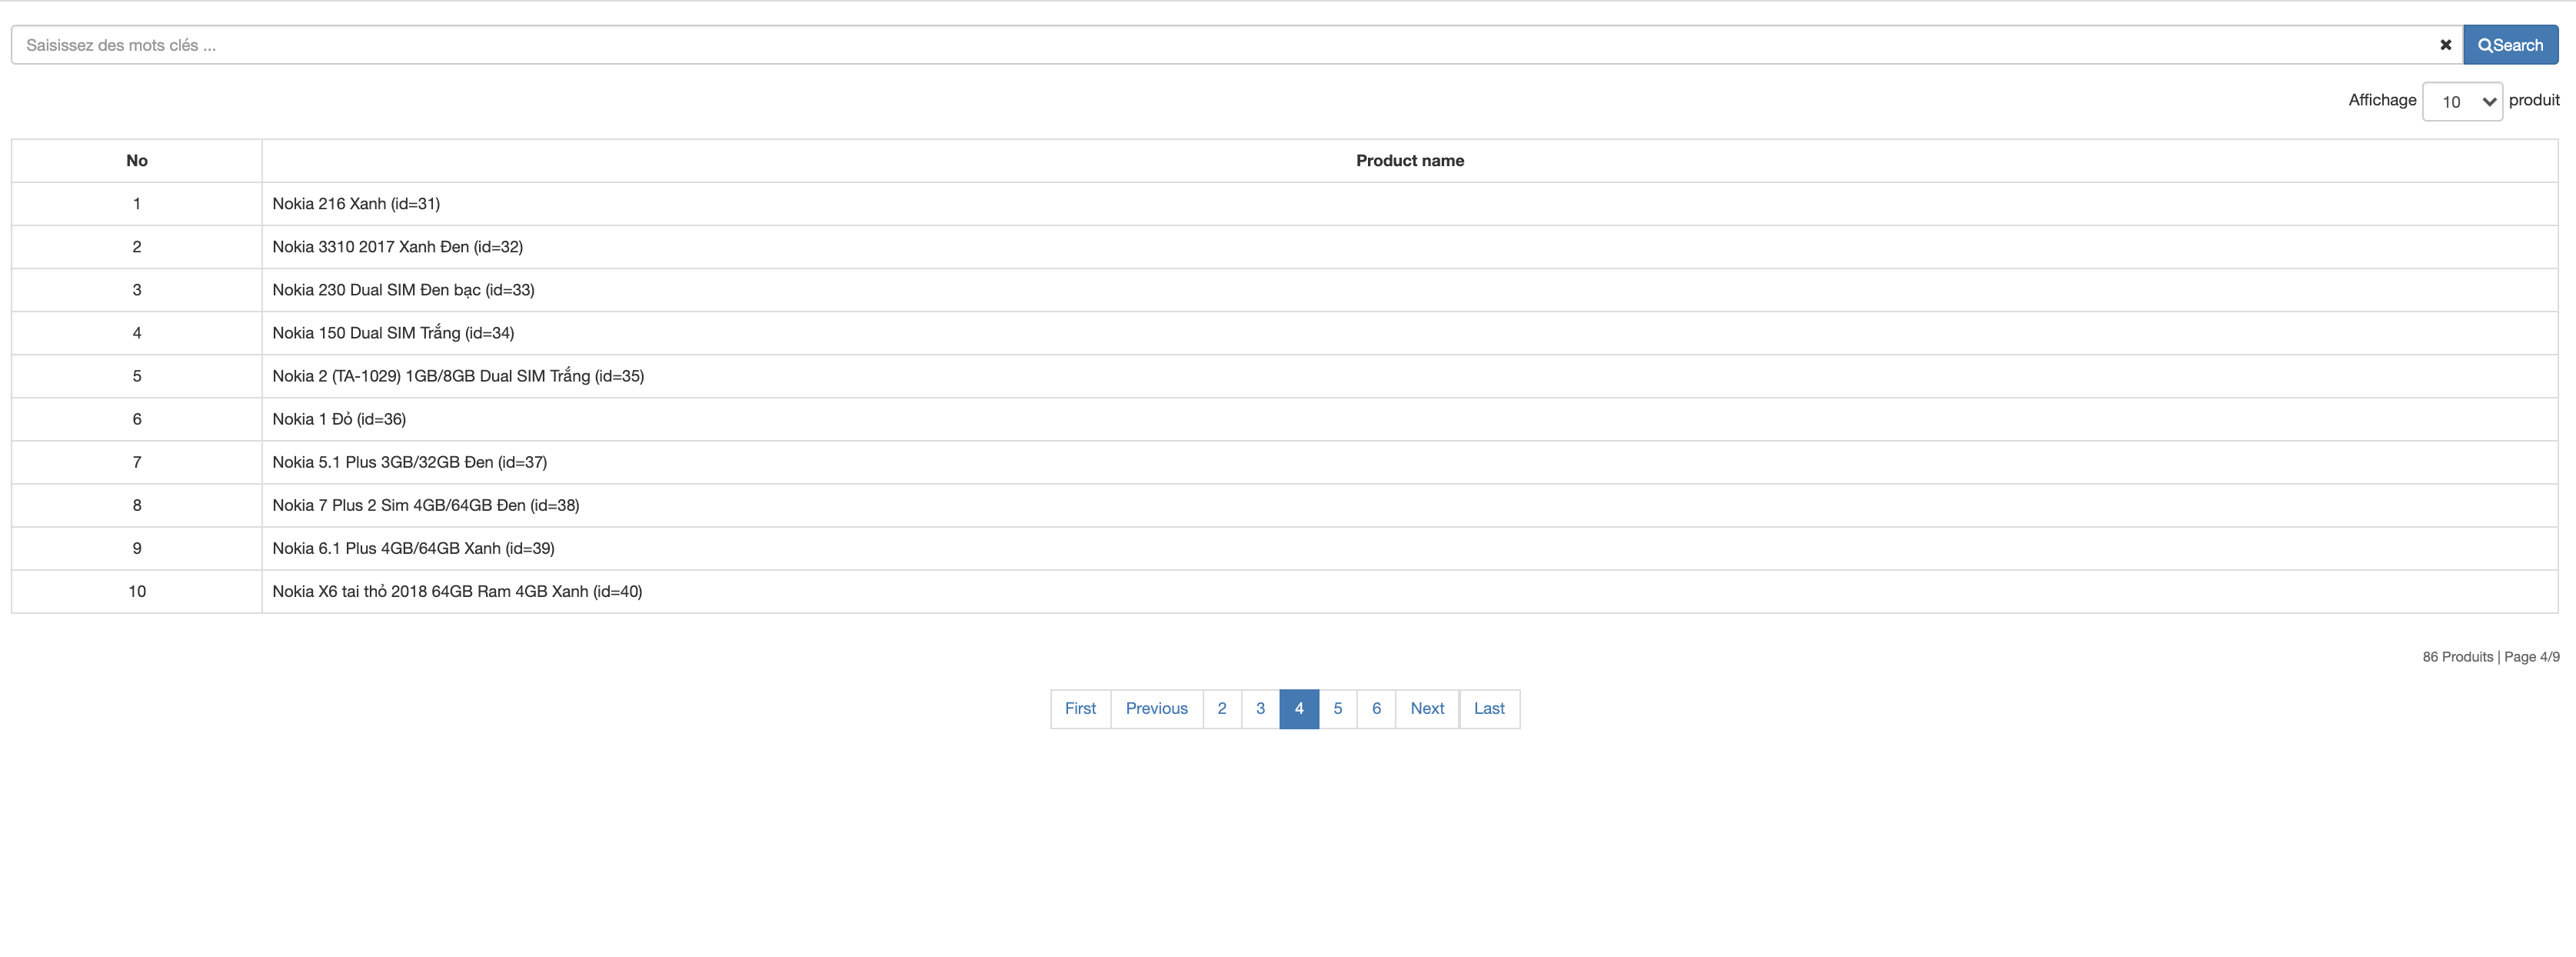 Saisissez des mots clés ...
Search
Affichage 10 produit
No Product name
1 Nokia 216 Xanh (id=31)
2 Nokia 3310 2017 Xanh Đen (id=32)
3 Nokia 230 Dual SIM Đen bạc (id=33)
4 Nokia 150 Dual SIM Trắng (id=34)
5 Nokia 2 (TA-1029) 1GB/8GB Dual SIM Trắng (id=35)
6 Nokia 1 Đỏ (id=36)
7 Nokia 5.1 Plus 3GB/32GB Đen (id=37)
8 Nokia 7 Plus 2 Sim 4GB/64GB Đen (id=38)
9 Nokia 6.1 Plus 4GB/64GB Xanh (id=39)
10 Nokia X6 tai thỏ 2018 64GB Ram 4GB Xanh (id=40)
86 Produits | Page 4/9
First Previous 2 3 4 5 6 Next Last